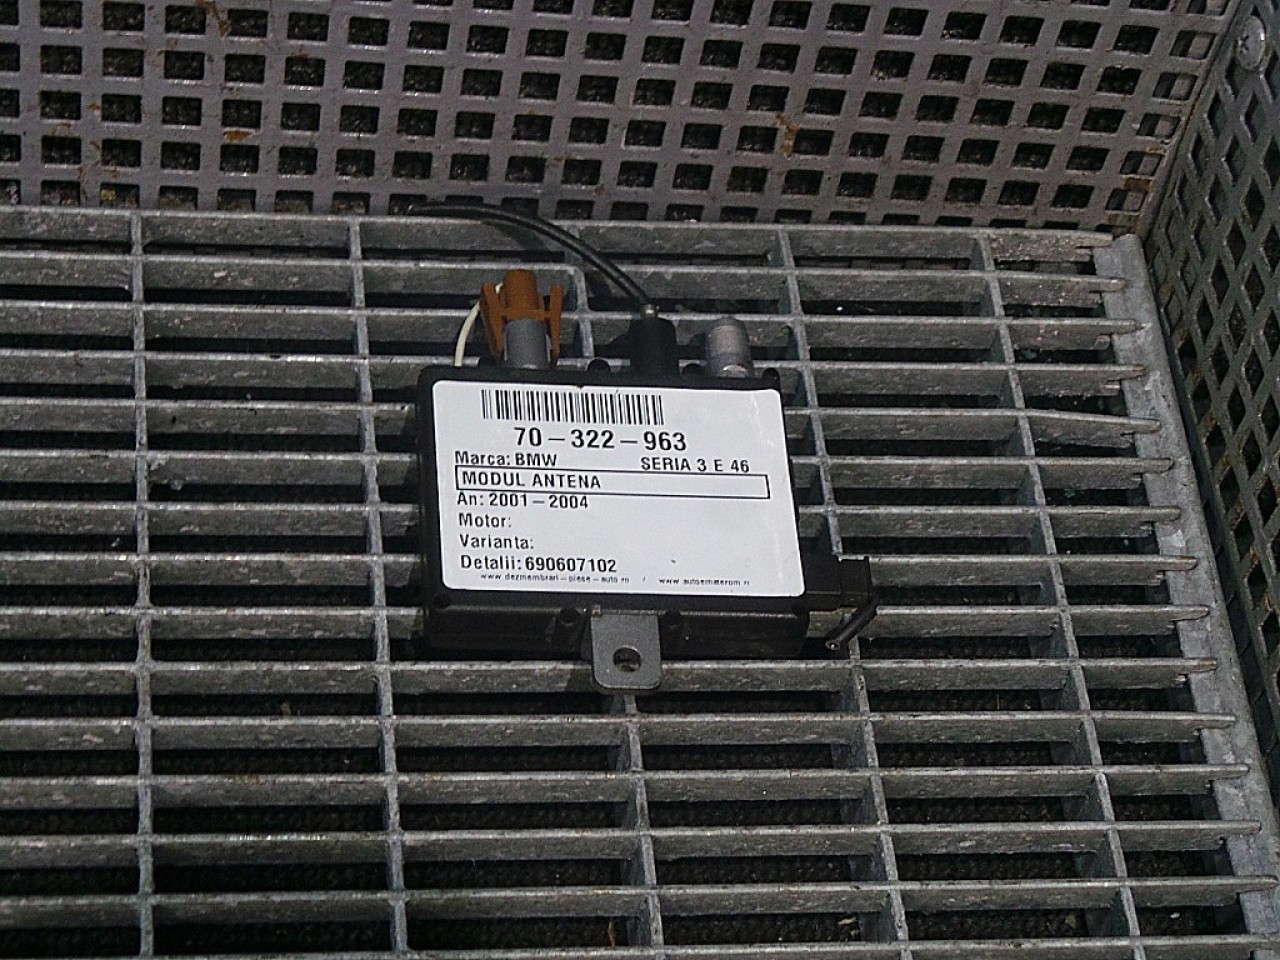 70-322-963
Marca: BMW SERIA 3 E 46
MODUL ANTENA
An: 2001-2004
Motor:
Varianta:
Detalii: 690607102
www dezmembrari-piese-auto ro /